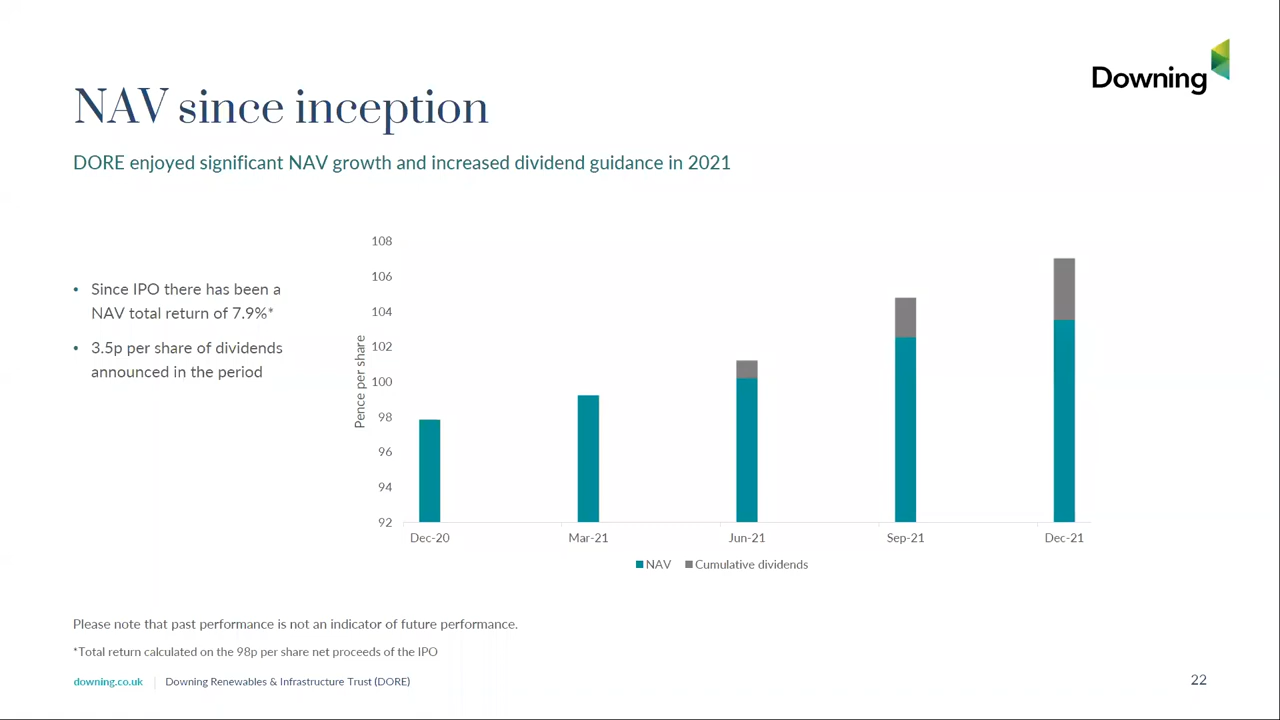 Downing
NAV since inception
DORE enjoyed significant NAV growth and increased dividend guidance in 2021
• Since IPO there has been a
NAV total return of 7.9%*
• 3.5p per share of dividends
announced in the period
Pence per share
108
106
104
102
100
98
96
94
92
Dec-20 Mar-21 Jun-21 Sep-21 Dec-21
NAV Cumulative dividends
Please note that past performance is not an indicator of future performance.
*Total return calculated on the 98p per share net proceeds of the IPO
downing.co.uk Downing Renewables & Infrastructure Trust (DORE) 22